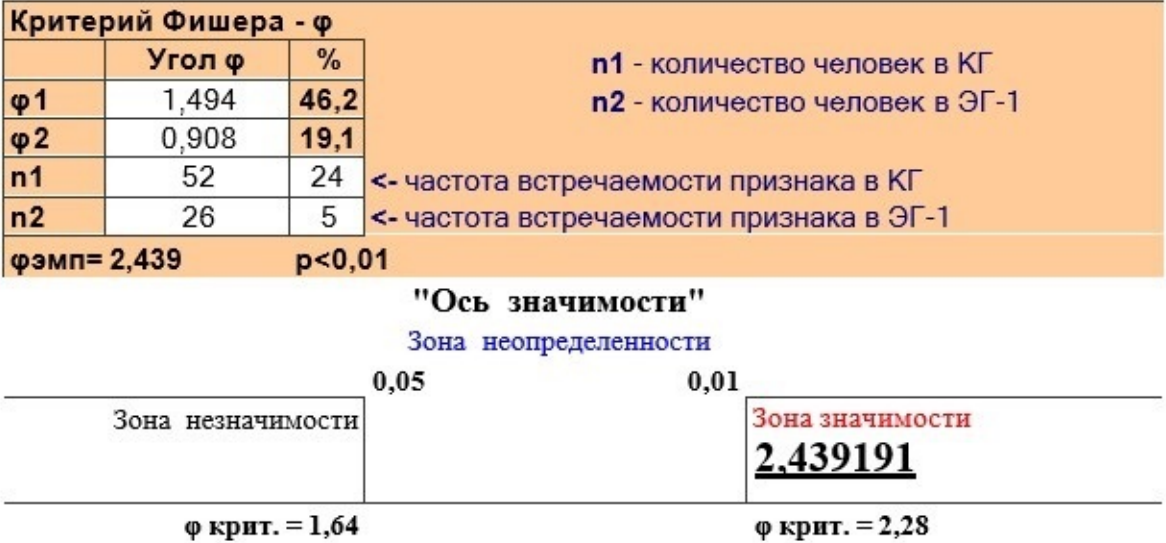 Критерий Фишера - φ
Угол φ %
n1 - количество человек в КГ
φ1 1,494 46,2
n2 - количество человек в ЭГ-1
φ2 0,908 19,1
n1 52 24 <- частота встречаемости признака в КГ
n2 26 5 <- частота встречаемости признака в ЭГ-1
φэмп= 2,439 p<0,01
"Ось значимости"
Зона неопределенности
0,05 0,01
Зона незначимости Зона значимости
2,439191
φ крит. = 1,64 φ крит. = 2,28